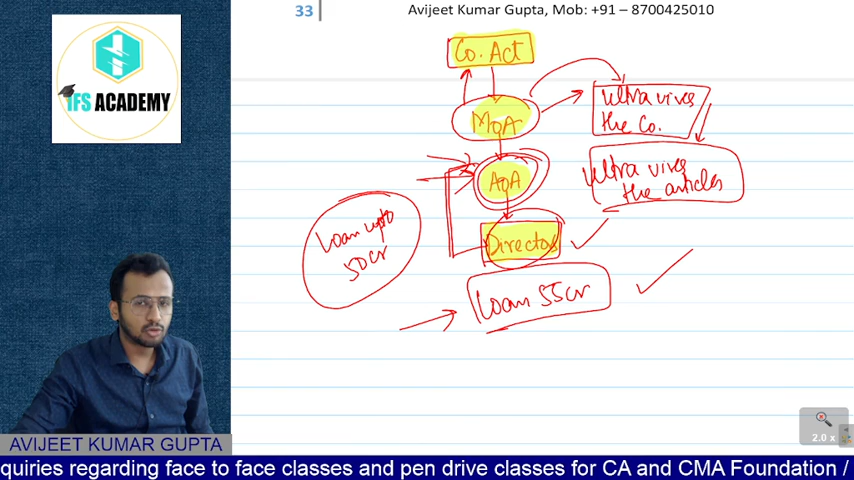 33
Avijeet Kumar Gupta, Mob: +91 – 8700425010
Co. Act
MoA
Ultra vires
the Co.
AoA
Ultra vires
the articles
Directors
Loan upto
50cr
Loan 55cr
IFS ACADEMY
2.0 x
AVIJEET KUMAR GUPTA
quiries regarding face to face classes and pen drive classes for CA and CMA Foundation /